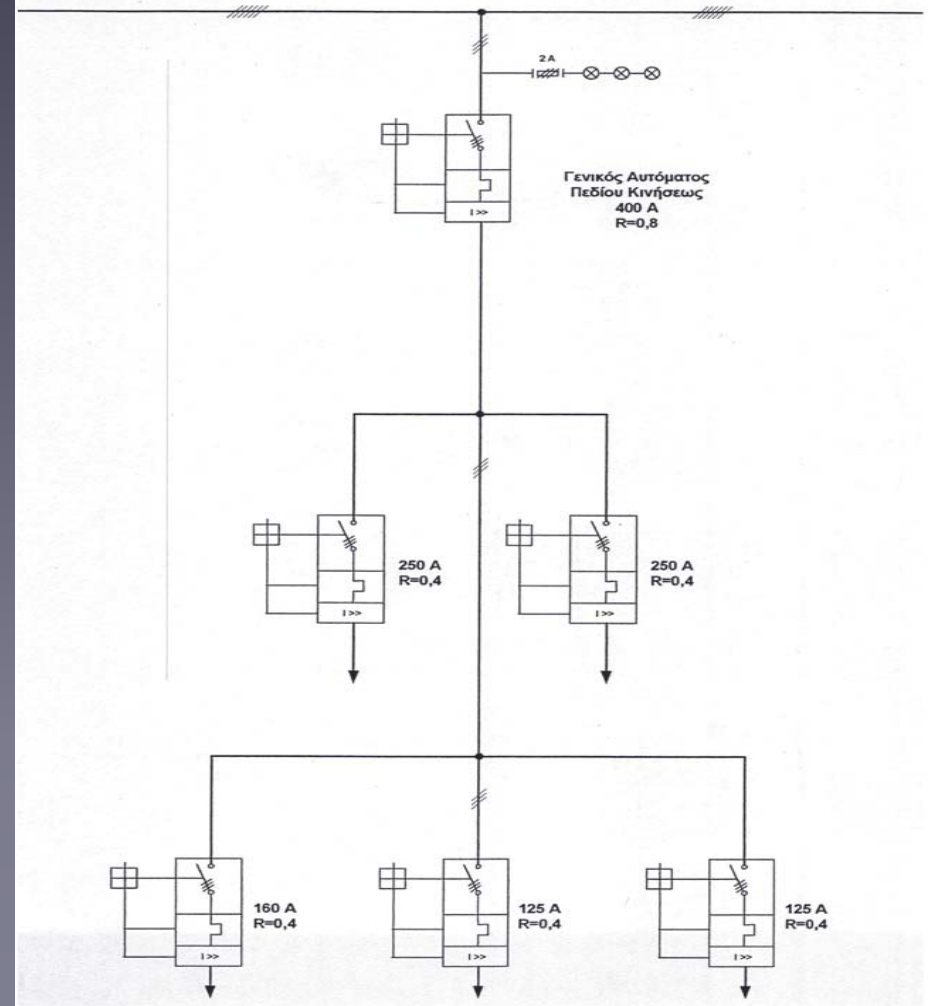 2 A
Γενικός Αυτόματος
Πεδίου Κινήσεως
400 A
R=0,8
I >>
250 A
R=0,4
I >>
250 A
R=0,4
I >>
160 A
R=0,4
I >>
125 A
R=0,4
I >>
125 A
R=0,4
I >>